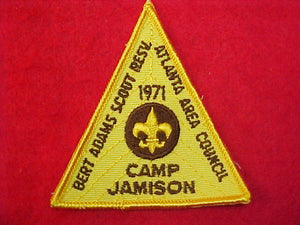 BERT ADAMS SCOUT RESV.
ATLANTA AREA COUNCIL
1971
CAMP
JAMISON